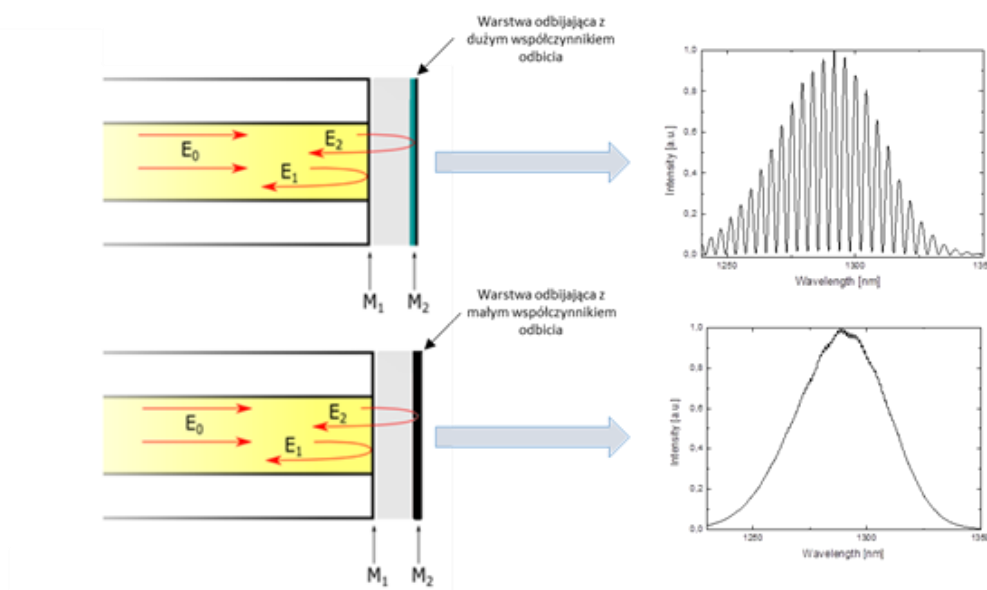 Warstwa odbijająca z
dużym współczynnikiem
odbicia
E₀
E₂
E₁
M₁ M₂
Intensity [a.u.]
1,0
0,8
0,6
0,4
0,2
0,0
1250 1300 1350
Wavelength [nm]
Warstwa odbijająca z
małym współczynnikiem
odbicia
E₀
E₂
E₁
M₁ M₂
Intensity [a.u.]
1,0
0,8
0,6
0,4
0,2
0,0
1250 1300 1350
Wavelength [nm]